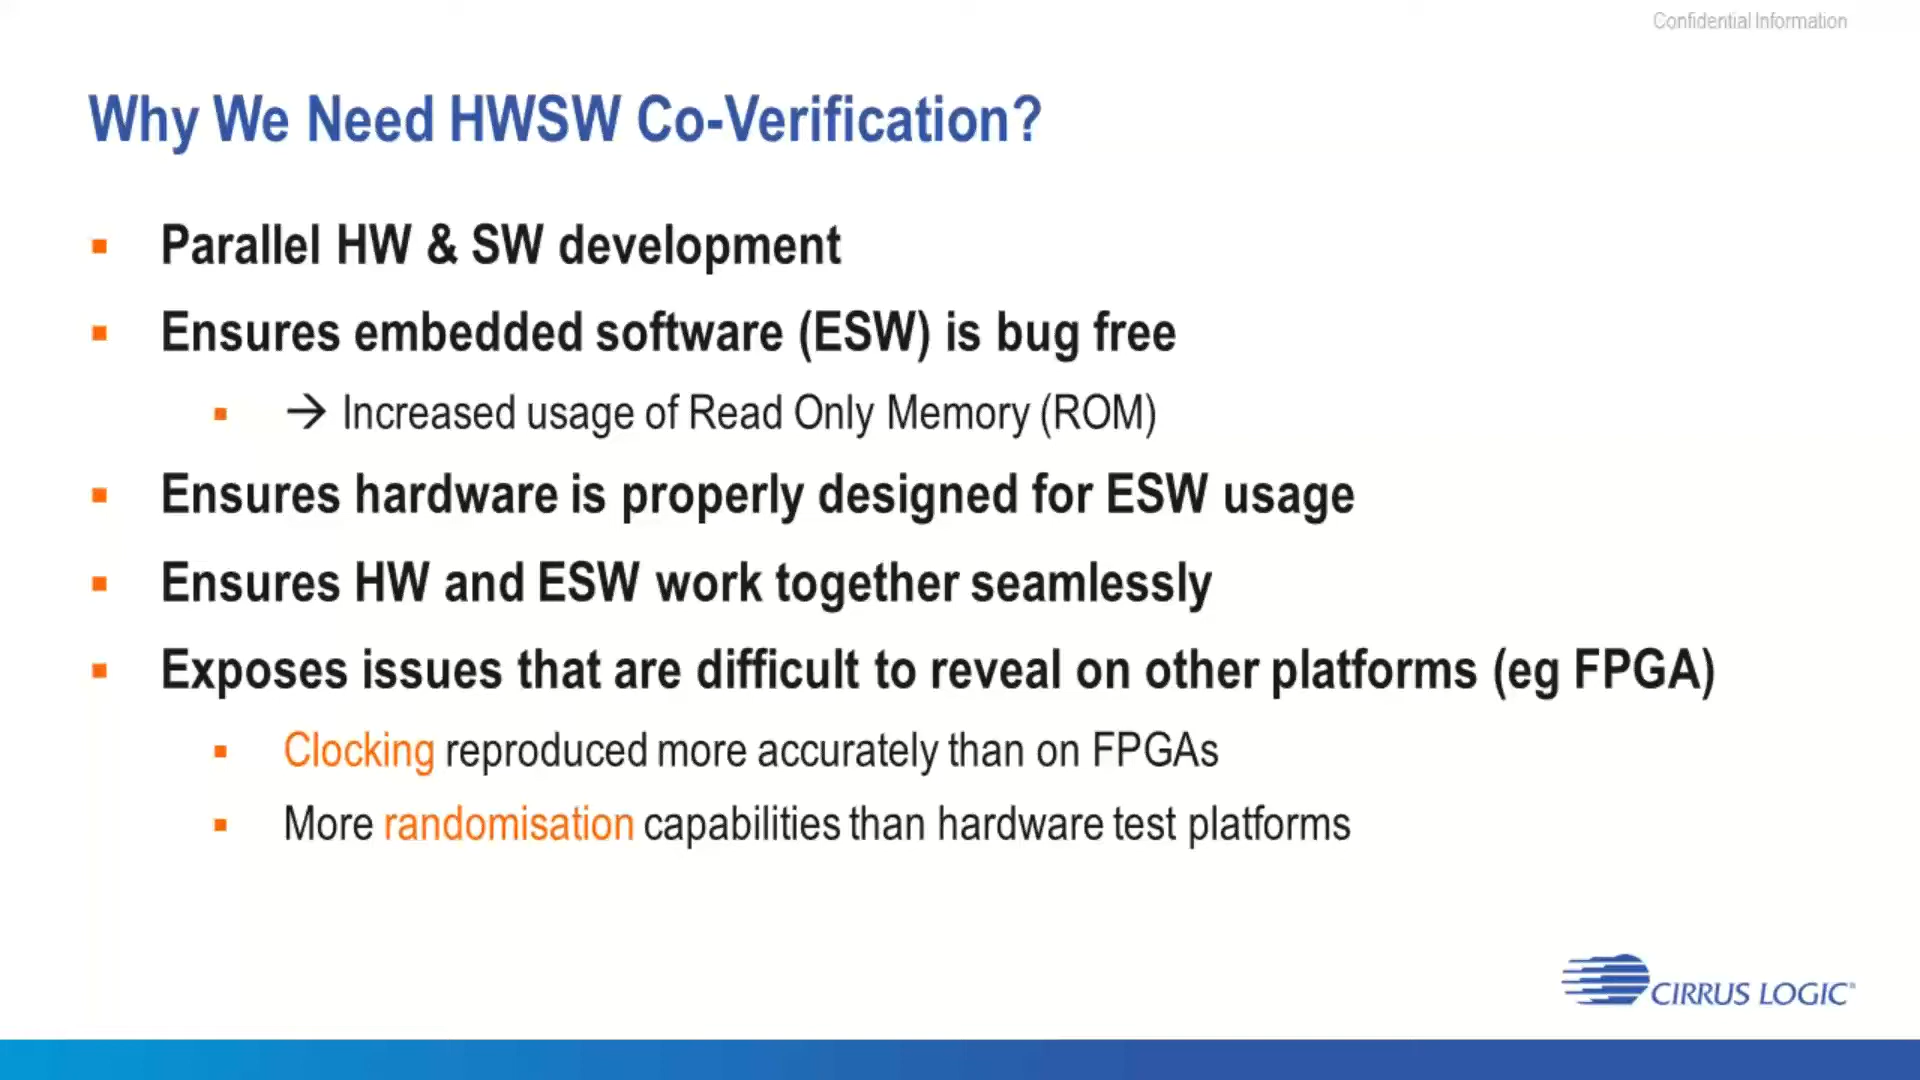 Confidential Information
Why We Need HWSW Co-Verification?
▪ Parallel HW & SW development
▪ Ensures embedded software (ESW) is bug free
▪ → Increased usage of Read Only Memory (ROM)
▪ Ensures hardware is properly designed for ESW usage
▪ Ensures HW and ESW work together seamlessly
▪ Exposes issues that are difficult to reveal on other platforms (eg FPGA)
▪ Clocking reproduced more accurately than on FPGAs
▪ More randomisation capabilities than hardware test platforms
CIRRUS LOGIC®